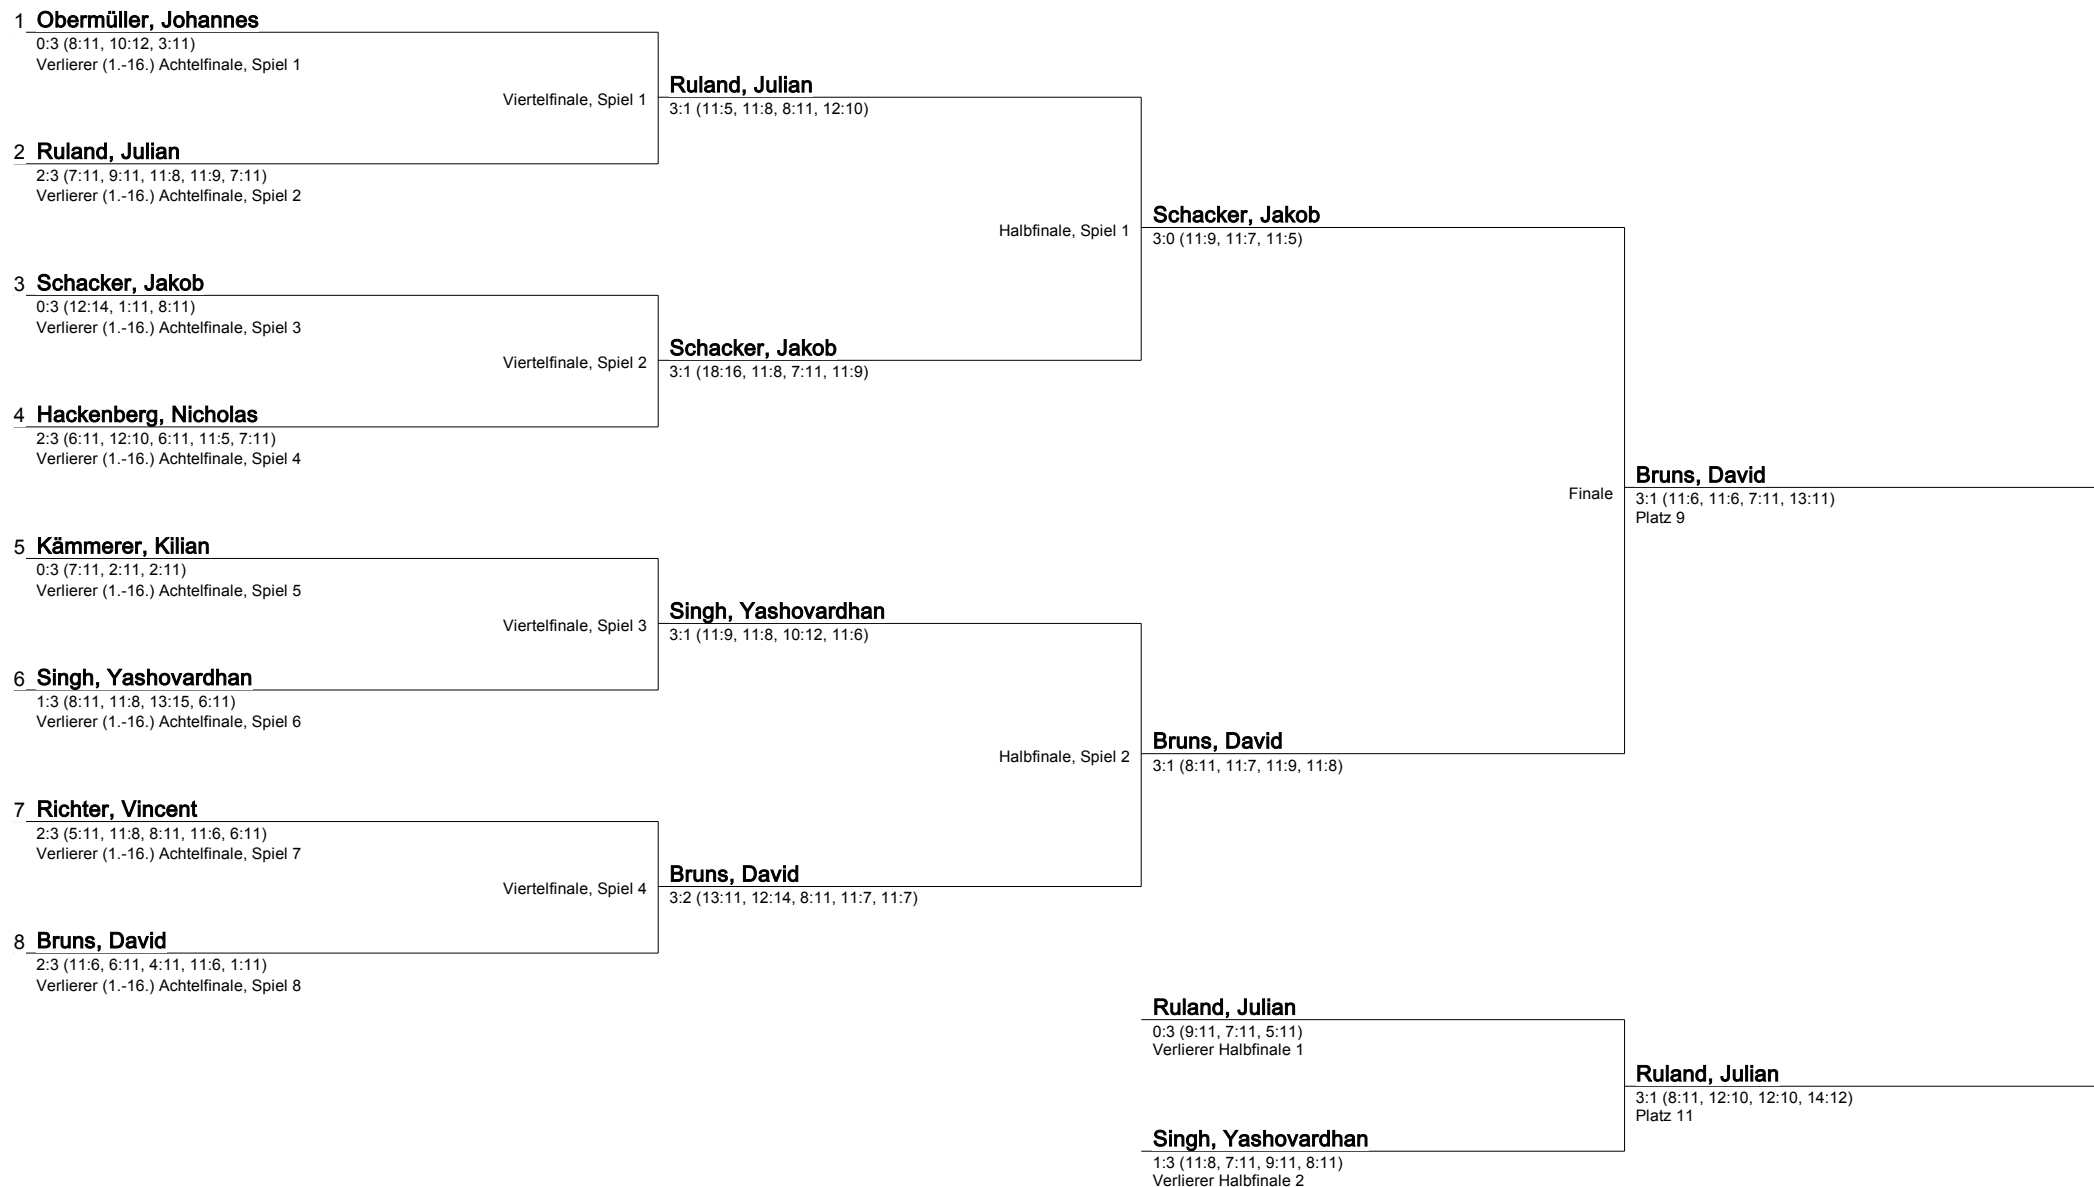 1 Obermüller, Johannes
0:3 (8:11, 10:12, 3:11)
Verlierer (1.-16.) Achtelfinale, Spiel 1
Viertelfinale, Spiel 1
2 Ruland, Julian
2:3 (7:11, 9:11, 11:8, 11:9, 7:11)
Verlierer (1.-16.) Achtelfinale, Spiel 2
3 Schacker, Jakob
0:3 (12:14, 1:11, 8:11)
Verlierer (1.-16.) Achtelfinale, Spiel 3
Viertelfinale, Spiel 2
4 Hackenberg, Nicholas
2:3 (6:11, 12:10, 6:11, 11:5, 7:11)
Verlierer (1.-16.) Achtelfinale, Spiel 4
5 Kämmerer, Kilian
0:3 (7:11, 2:11, 2:11)
Verlierer (1.-16.) Achtelfinale, Spiel 5
Viertelfinale, Spiel 3
6 Singh, Yashovardhan
1:3 (8:11, 11:8, 13:15, 6:11)
Verlierer (1.-16.) Achtelfinale, Spiel 6
7 Richter, Vincent
2:3 (5:11, 11:8, 8:11, 11:6, 6:11)
Verlierer (1.-16.) Achtelfinale, Spiel 7
Viertelfinale, Spiel 4
8 Bruns, David
2:3 (11:6, 6:11, 4:11, 11:6, 1:11)
Verlierer (1.-16.) Achtelfinale, Spiel 8
Ruland, Julian
3:1 (11:5, 11:8, 8:11, 12:10)
Halbfinale, Spiel 1
Schacker, Jakob
3:1 (18:16, 11:8, 7:11, 11:9)
Singh, Yashovardhan
3:1 (11:9, 11:8, 10:12, 11:6)
Halbfinale, Spiel 2
Bruns, David
3:2 (13:11, 12:14, 8:11, 11:7, 11:7)
Schacker, Jakob
3:0 (11:9, 11:7, 11:5)
Finale
Bruns, David
3:1 (8:11, 11:7, 11:9, 11:8)
Bruns, David
3:1 (11:6, 11:6, 7:11, 13:11)
Platz 9
Ruland, Julian
0:3 (9:11, 7:11, 5:11)
Verlierer Halbfinale 1
Singh, Yashovardhan
1:3 (11:8, 7:11, 9:11, 8:11)
Verlierer Halbfinale 2
Ruland, Julian
3:1 (8:11, 12:10, 12:10, 14:12)
Platz 11